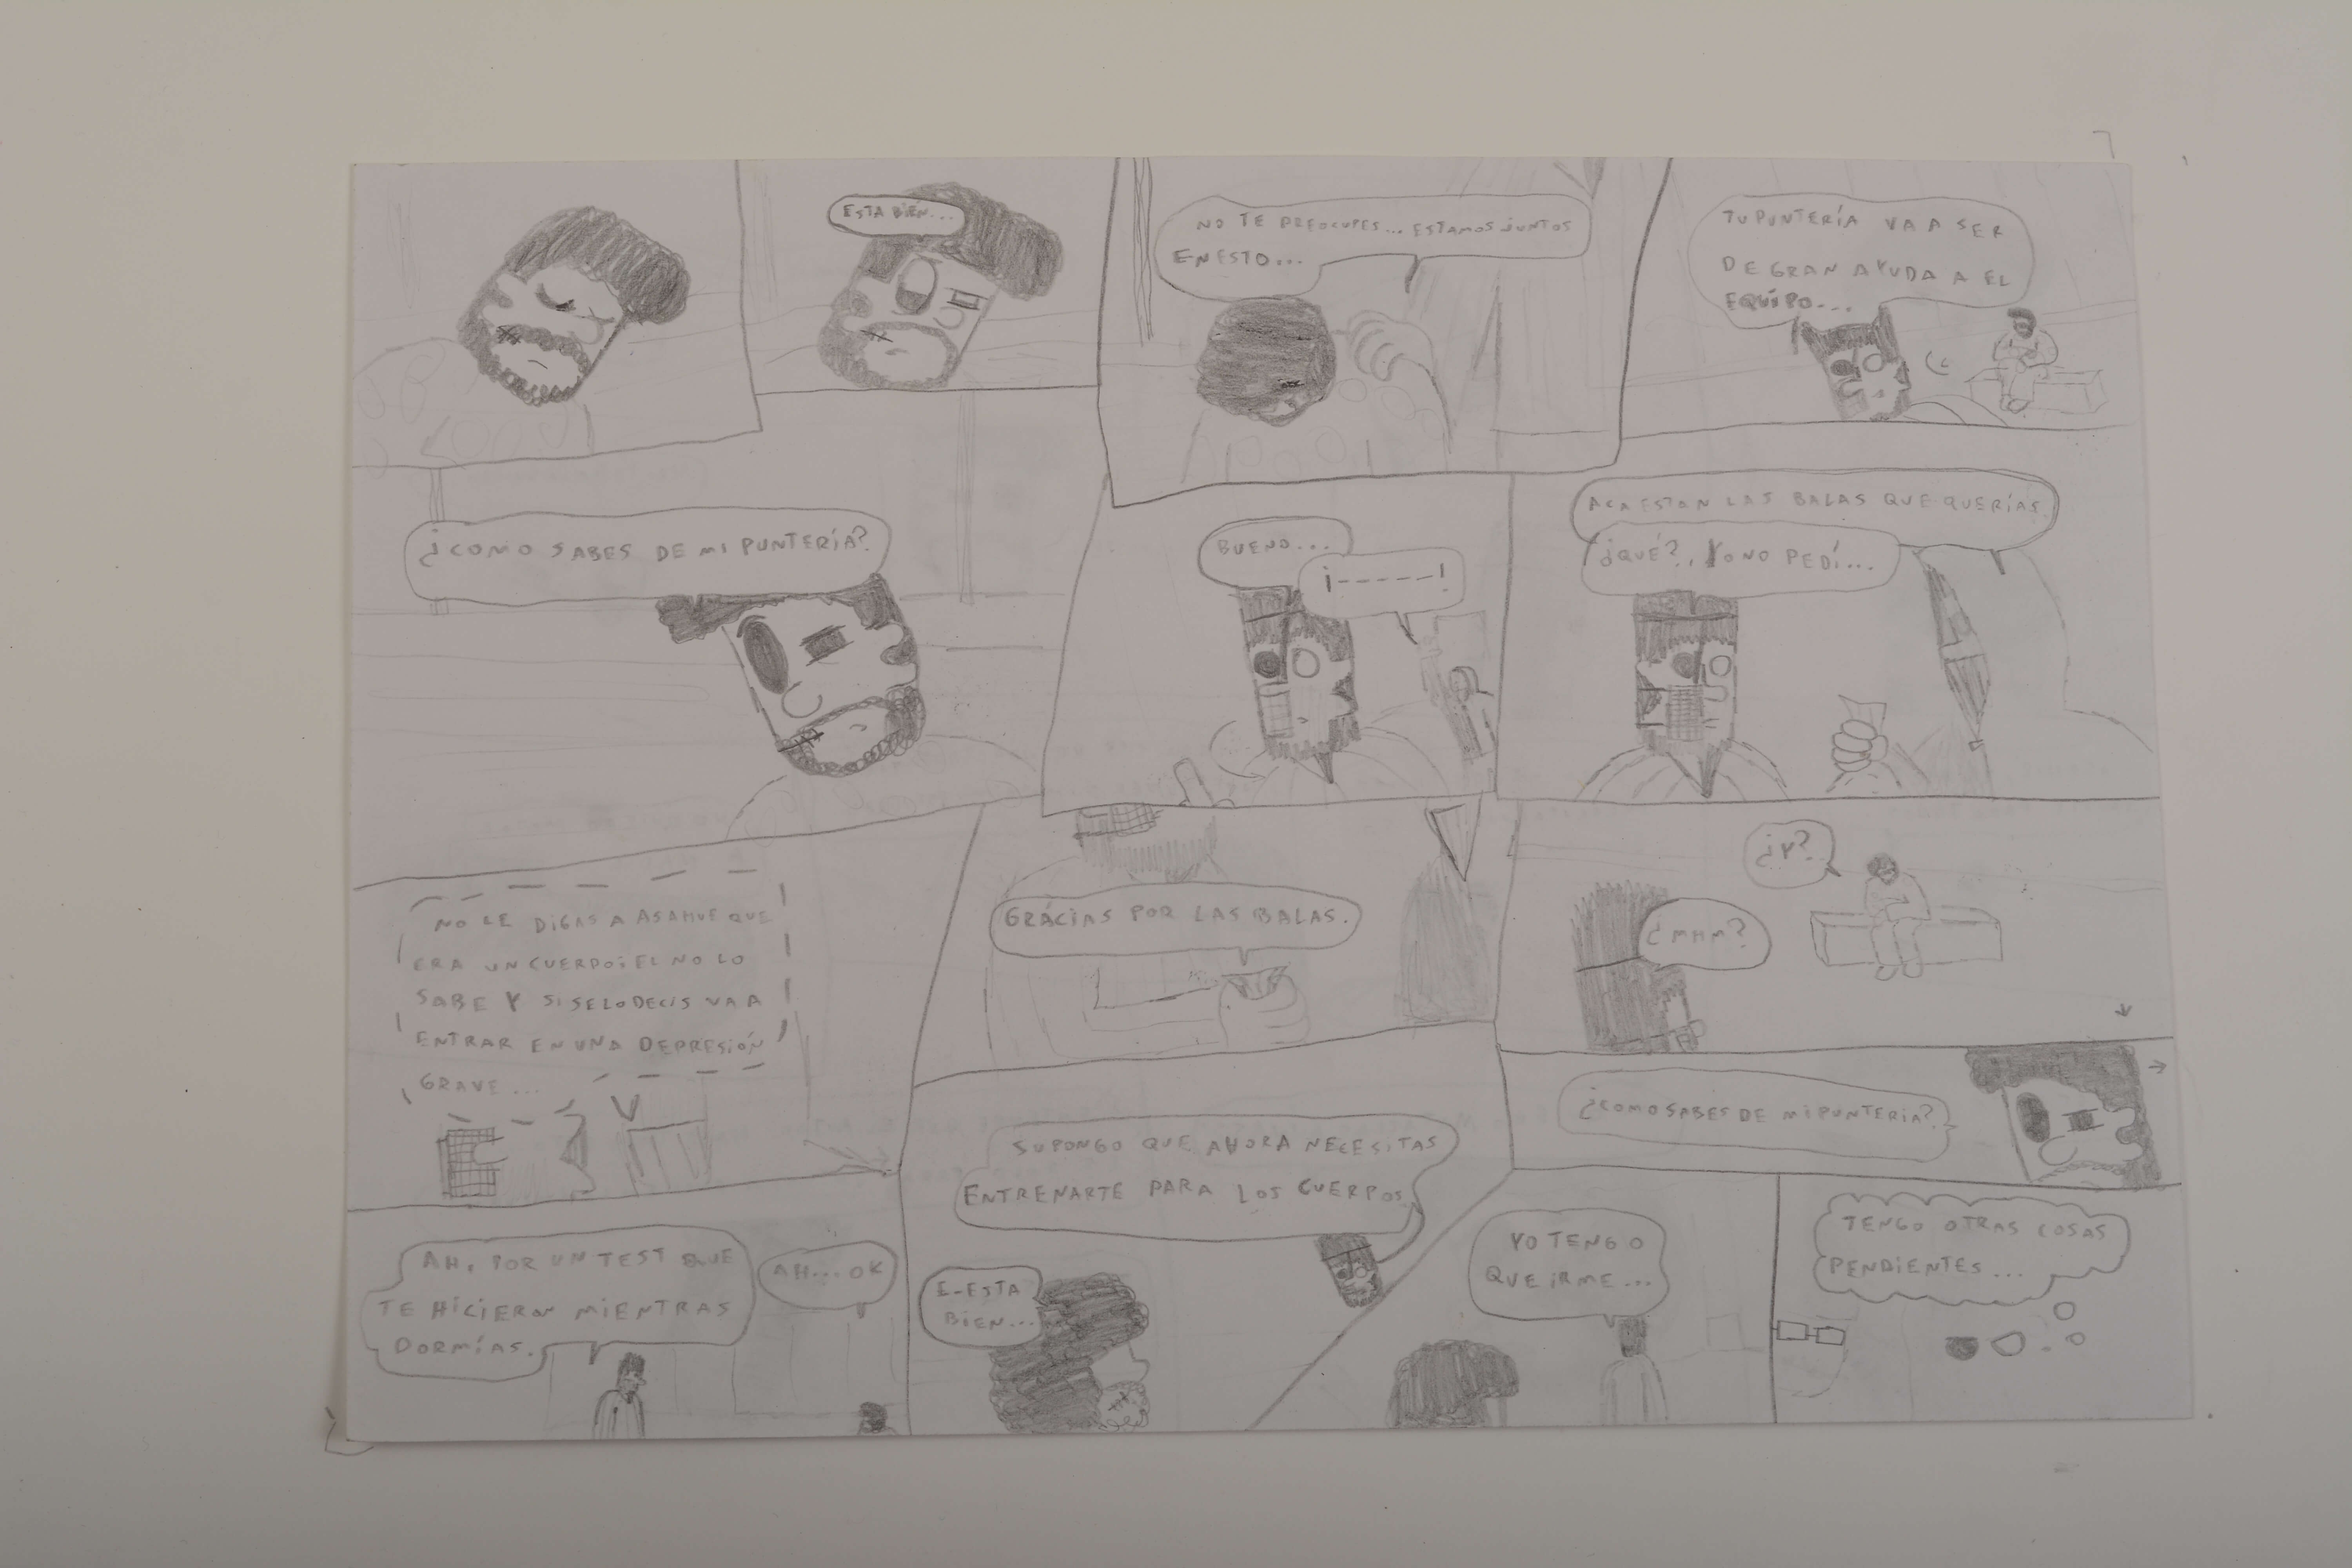 ESTA BIEN...
NO TE PREOCUPES... ESTAMOS JUNTOS
EN ESTO...
TU PUNTERÍA VA A SER
DE GRAN AYUDA A EL
EQUIPO...
¿COMO SABES DE MI PUNTERÍA?
BUENO...
¡-----!
ACA ESTAN LAS BALAS QUE QUERÍAS.
¿QUÉ?, YO NO PEDÍ...
NO LE DIGAS A ASAHUE QUE
ERA UN CUERPO; EL NO LO
SABE Y SI SE LO DECIS VA A
ENTRAR EN UNA DEPRESIÓN
GRAVE...
GRÁCIAS POR LAS BALAS.
¿Y?
¿MHM?
¿COMO SABES DE MI PUNTERÍA?
AH, POR UN TEST QUE
TE HICIERON MIENTRAS
DORMÍAS.
AH... OK
SUPONGO QUE AHORA NECESITAS
ENTRENARTE PARA LOS CUERPOS
E-ESTA
BIEN...
YO TENGO
QUE IRME...
TENGO OTRAS COSAS
PENDIENTES...